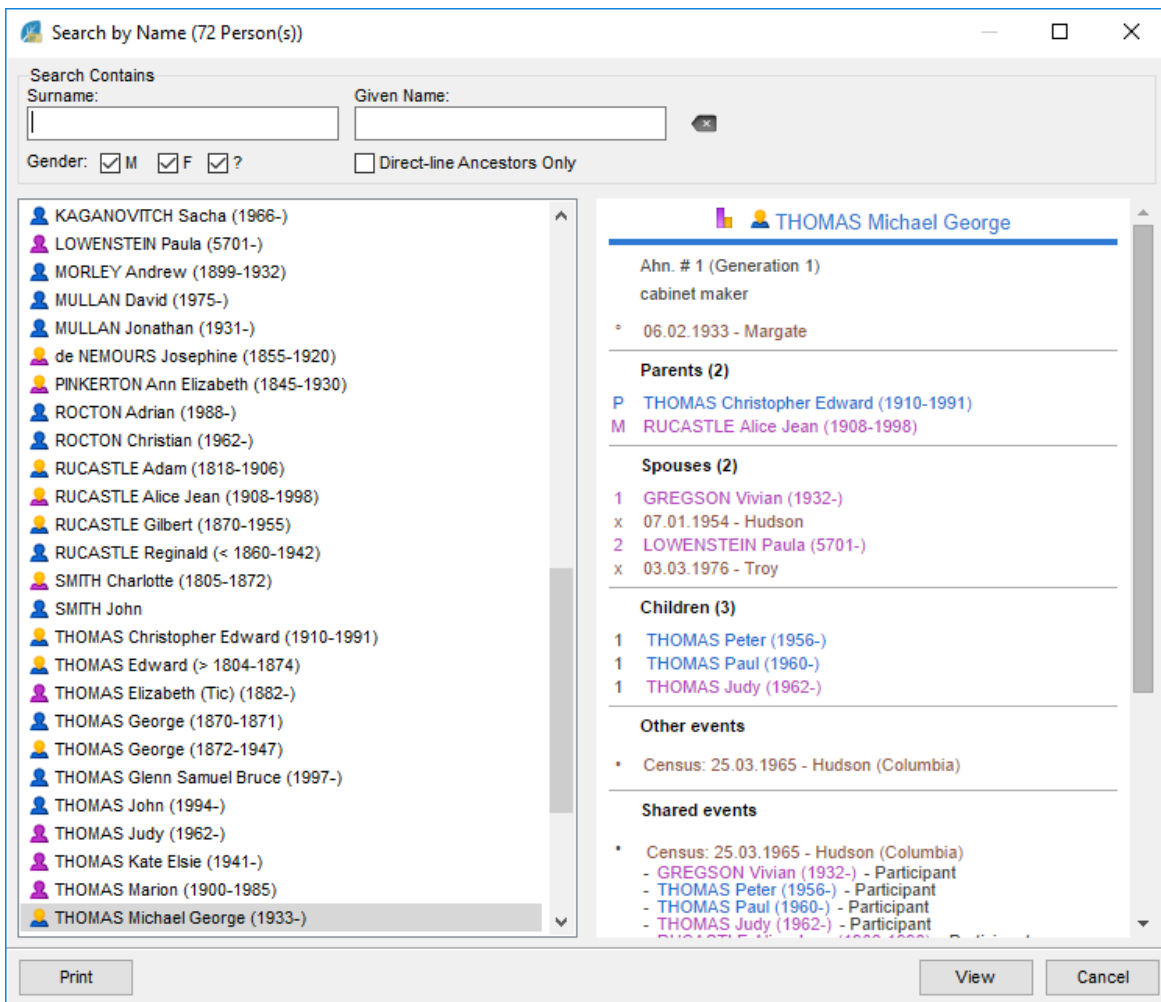 Search by Name (72 Person(s))
Search Contains
Surname: Given Name:
Gender: M F ? Direct-line Ancestors Only
KAGANOVITCH Sacha (1966-)
LOWENSTEIN Paula (5701-)
MORLEY Andrew (1899-1932)
MULLAN David (1975-)
MULLAN Jonathan (1931-)
de NEMOURS Josephine (1855-1920)
PINKERTON Ann Elizabeth (1845-1930)
ROCTON Adrian (1988-)
ROCTON Christian (1962-)
RUCASTLE Adam (1818-1906)
RUCASTLE Alice Jean (1908-1998)
RUCASTLE Gilbert (1870-1955)
RUCASTLE Reginald (< 1860-1942)
SMITH Charlotte (1805-1872)
SMITH John
THOMAS Christopher Edward (1910-1991)
THOMAS Edward (> 1804-1874)
THOMAS Elizabeth (Tic) (1882-)
THOMAS George (1870-1871)
THOMAS George (1872-1947)
THOMAS Glenn Samuel Bruce (1997-)
THOMAS John (1994-)
THOMAS Judy (1962-)
THOMAS Kate Elsie (1941-)
THOMAS Marion (1900-1985)
THOMAS Michael George (1933-)
THOMAS Michael George
Ahn. # 1 (Generation 1)
cabinet maker
° 06.02.1933 - Margate
Parents (2)
P THOMAS Christopher Edward (1910-1991)
M RUCASTLE Alice Jean (1908-1998)
Spouses (2)
1 GREGSON Vivian (1932-)
x 07.01.1954 - Hudson
2 LOWENSTEIN Paula (5701-)
x 03.03.1976 - Troy
Children (3)
1 THOMAS Peter (1956-)
1 THOMAS Paul (1960-)
1 THOMAS Judy (1962-)
Other events
• Census: 25.03.1965 - Hudson (Columbia)
Shared events
• Census: 25.03.1965 - Hudson (Columbia)
- GREGSON Vivian (1932-) - Participant
- THOMAS Peter (1956-) - Participant
- THOMAS Paul (1960-) - Participant
- THOMAS Judy (1962-) - Participant
Print View Cancel